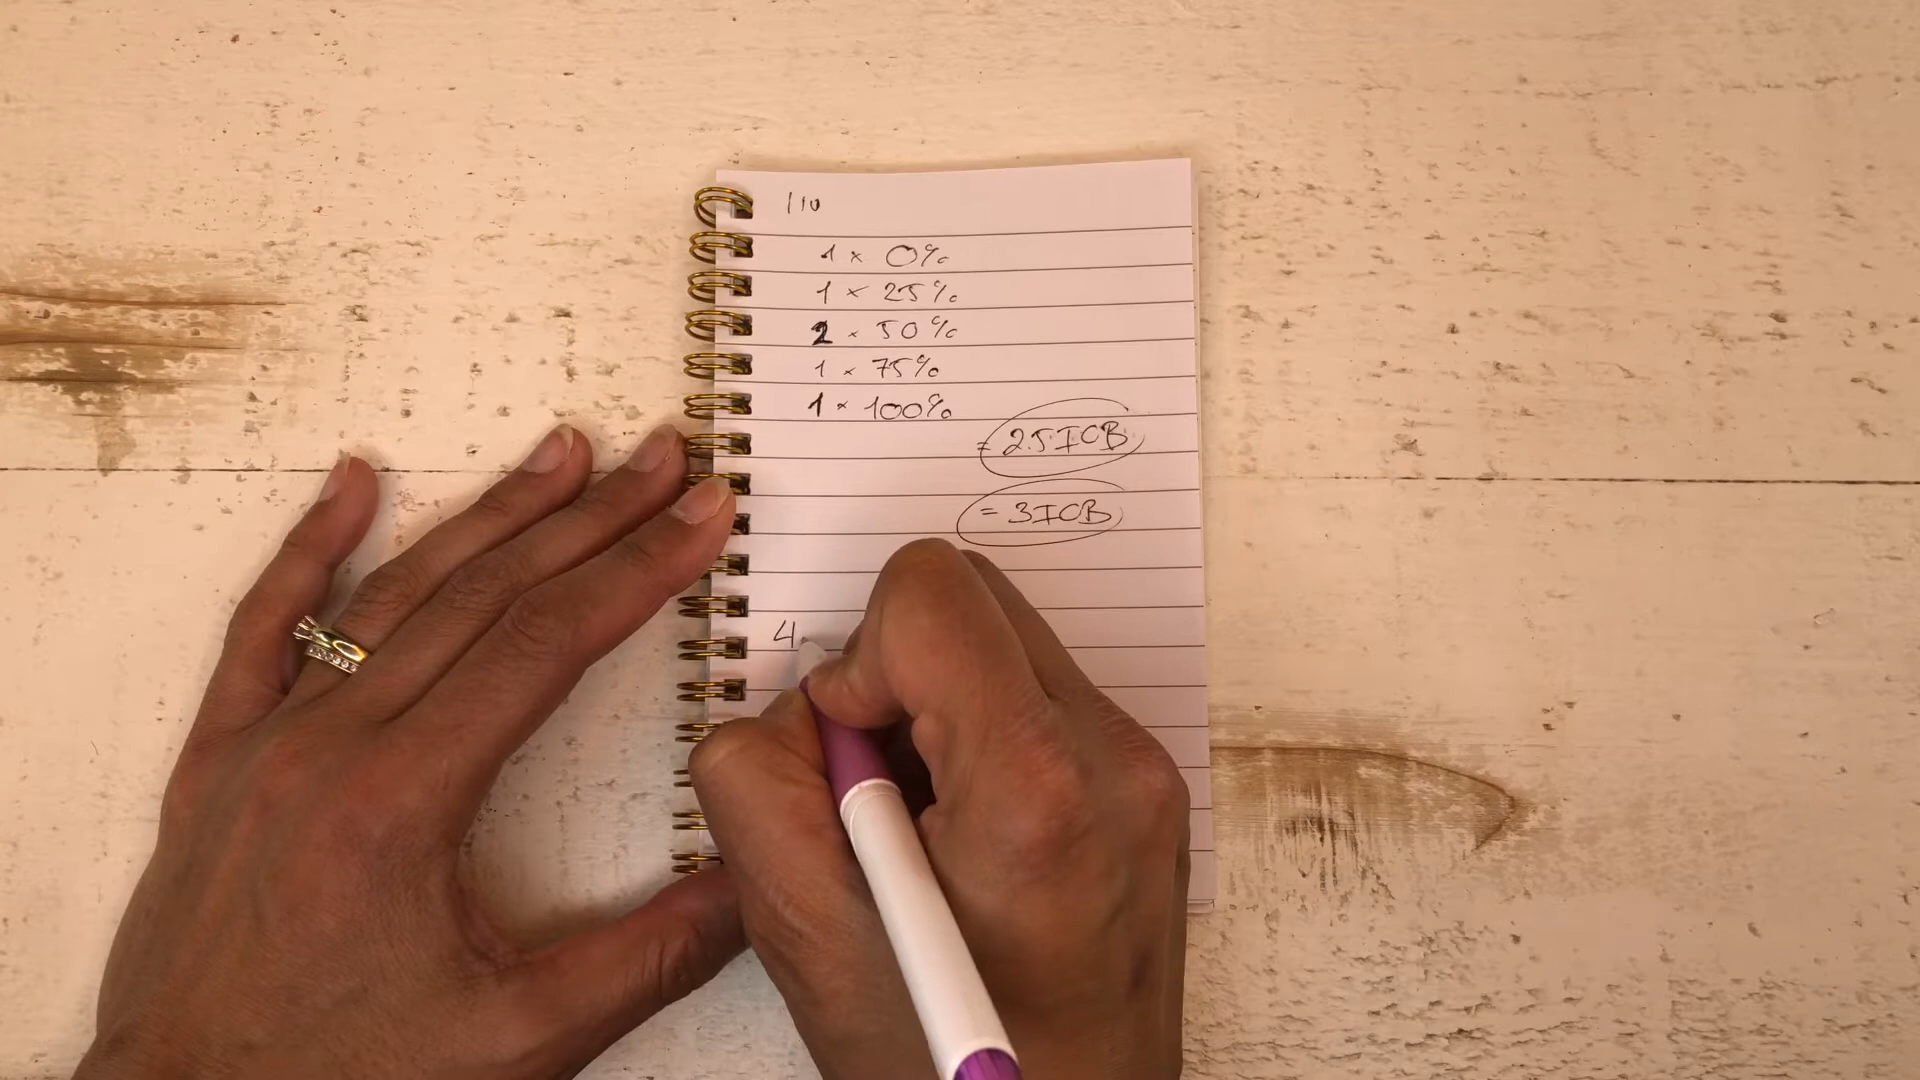 110
1 × 0%
1 × 25%
2 × 50%
1 × 75%
1 × 100%
= 2.5 ICB
= 3 ICB
4